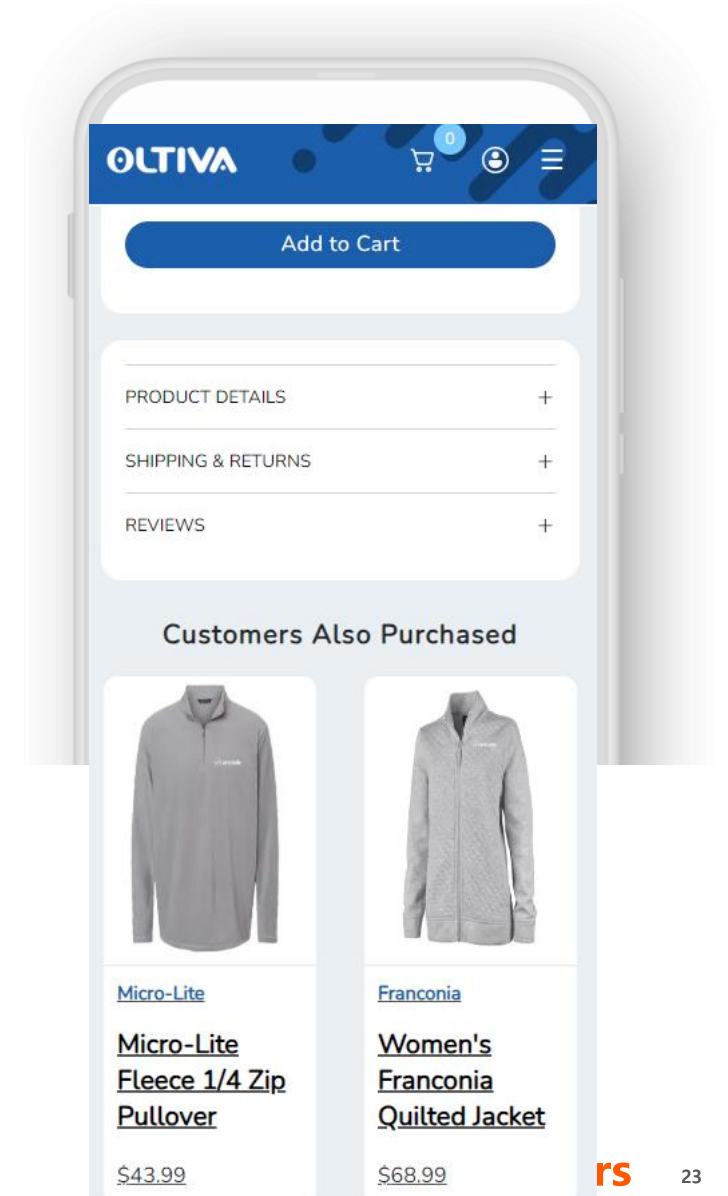 OLTIVA
0
Add to Cart
PRODUCT DETAILS +
SHIPPING & RETURNS +
REVIEWS +
Customers Also Purchased
Micro-Lite
Franconia
Micro-Lite
Fleece 1/4 Zip
Pullover
Women's
Franconia
Quilted Jacket
$43.99
$68.99
rs
23